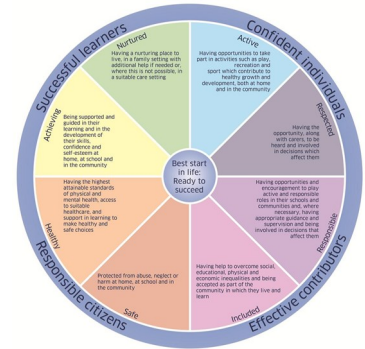 Successful learners
Confident individuals
Nurtured
Having a nurturing place to
live, in a family setting with
additional help if needed or,
where this is not possible, in
a suitable care setting
Active
Having opportunities to take
part in activities such as play,
recreation and
sport which contribute to
healthy growth and
development, both at home
and in the community
Achieving
Being supported and
guided in their
learning and in the
development of
their skills,
confidence and
self-esteem at
home, at school and
in the community
Respected
Having the
opportunity, along
with carers, to be
heard and involved
in decisions which
affect them
Best start
in life:
Ready to
succeed
Healthy
Having the highest
attainable standards
of physical and
mental health, access
to suitable
healthcare, and
support in learning to
make healthy and
safe choices
Responsible
Having opportunities and
encouragement to play
active and responsible
roles in their schools and
communities and, where
necessary, having
appropriate guidance and
supervision and being
involved in decisions that
affect them
Safe
Protected from abuse, neglect or
harm at home, at school and in
the community
Included
Having help to overcome social,
educational, physical and
economic inequalities and being
accepted as part of the
community in which they live and
learn
Responsible citizens
Effective contributors